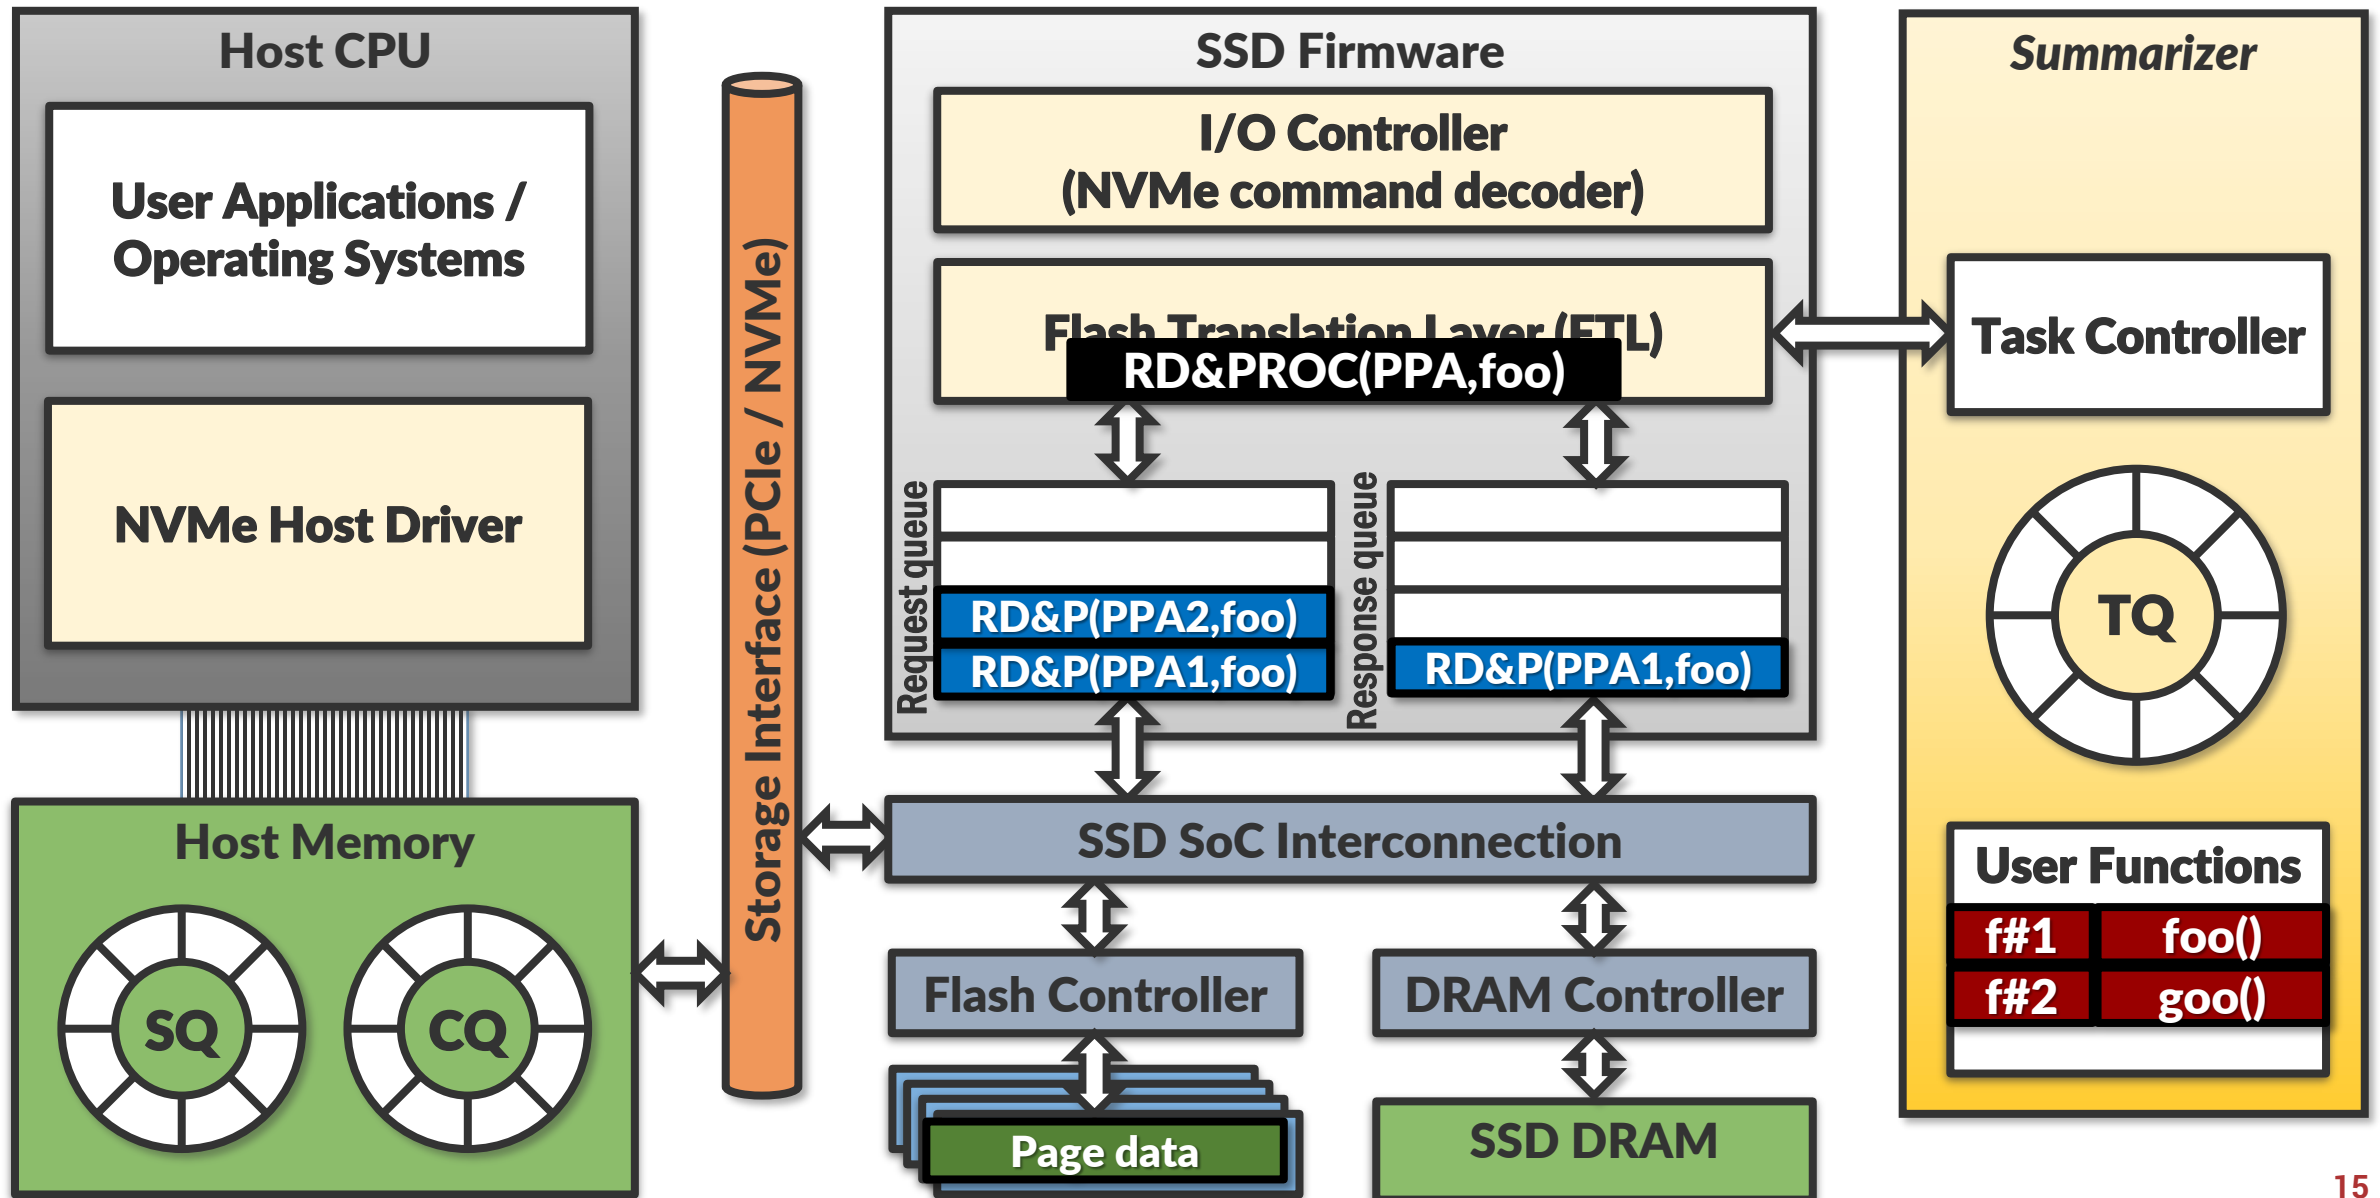 Host CPU
User Applications /
Operating Systems
NVMe Host Driver
Host Memory
SQ
CQ
Storage Interface (PCIe / NVMe)
SSD Firmware
I/O Controller
(NVMe command decoder)
Flash Translation Layer (FTL)
RD&PROC(PPA,foo)
Request queue
RD&P(PPA2,foo)
RD&P(PPA1,foo)
Response queue
RD&P(PPA1,foo)
SSD SoC Interconnection
Flash Controller
DRAM Controller
Page data
SSD DRAM
Summarizer
Task Controller
TQ
User Functions
f#1 foo()
f#2 goo()
15